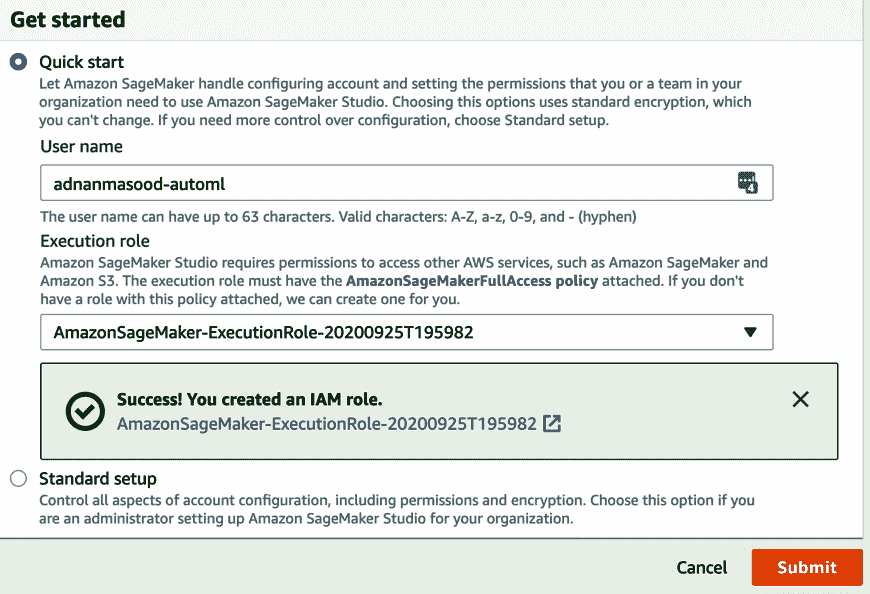 Get started
Quick start
Let Amazon SageMaker handle configuring account and setting the permissions that you or a team in your
organization need to use Amazon SageMaker Studio. Choosing this options uses standard encryption, which
you can't change. If you need more control over configuration, choose Standard setup.
User name
adnanmasood-automl
4
The user name can have up to 63 characters. Valid characters: A-Z, a-z, 0-9, and - (hyphen)
Execution role
Amazon SageMaker Studio requires permissions to access other AWS services, such as Amazon SageMaker and
Amazon S3. The execution role must have the AmazonSageMakerFullAccess policy attached. If you don't
have a role with this policy attached, we can create one for you.
AmazonSageMaker-ExecutionRole-20200925T195982
Success! You created an IAM role.
AmazonSageMaker-ExecutionRole-20200925T195982
Standard setup
Control all aspects of account configuration, including permissions and encryption. Choose this option if you
are an administrator setting up Amazon SageMaker Studio for your organization.
Cancel Submit